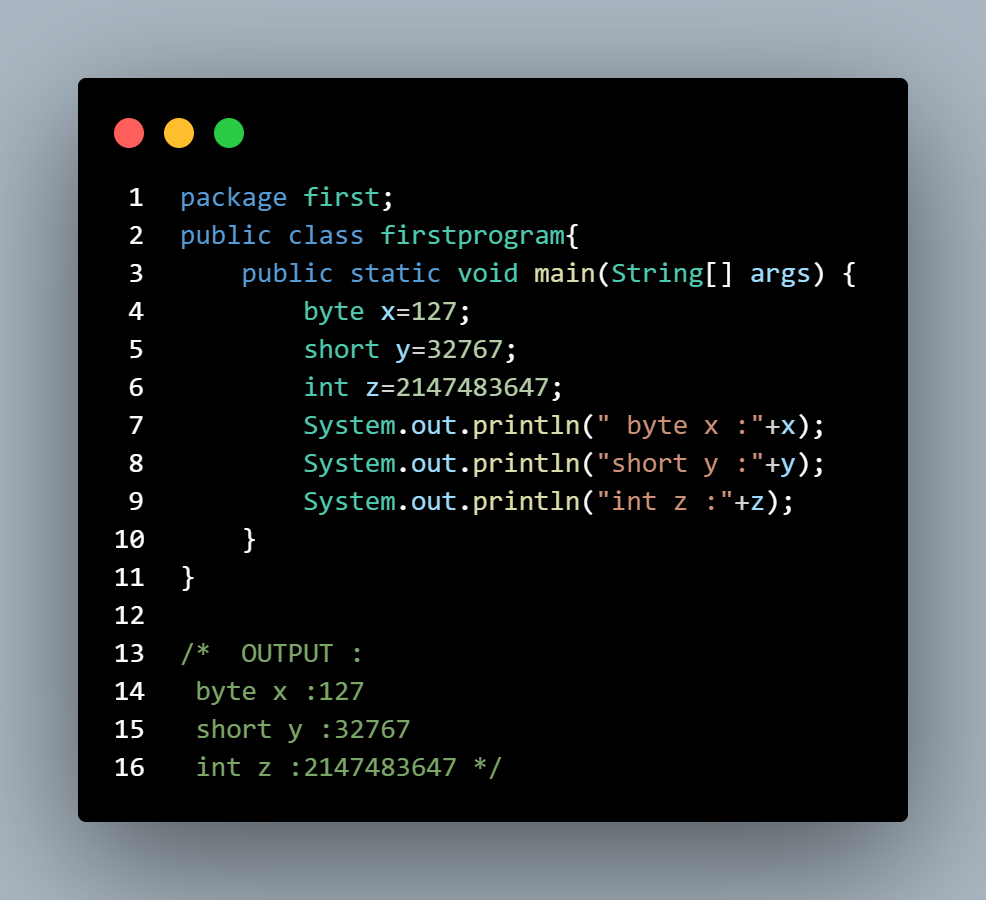 1 package first;
2 public class firstprogram{
3     public static void main(String[] args) {
4         byte x=127;
5         short y=32767;
6         int z=2147483647;
7         System.out.println(" byte x :"+x);
8         System.out.println("short y :"+y);
9         System.out.println("int z :"+z);
10     }
11 }
12
13 /*  OUTPUT :
14  byte x :127
15  short y :32767
16  int z :2147483647 */